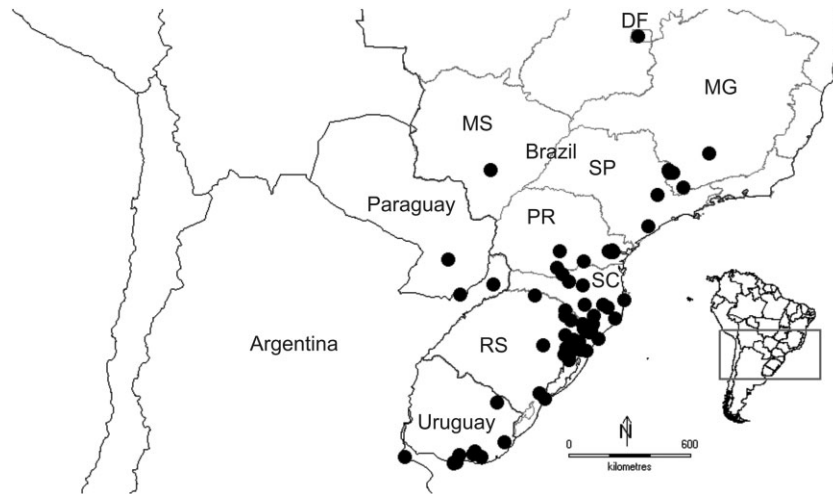 DF
MG
MS
Brazil
SP
Paraguay
PR
SC
Argentina
RS
Uruguay
N
0 600
kilometres